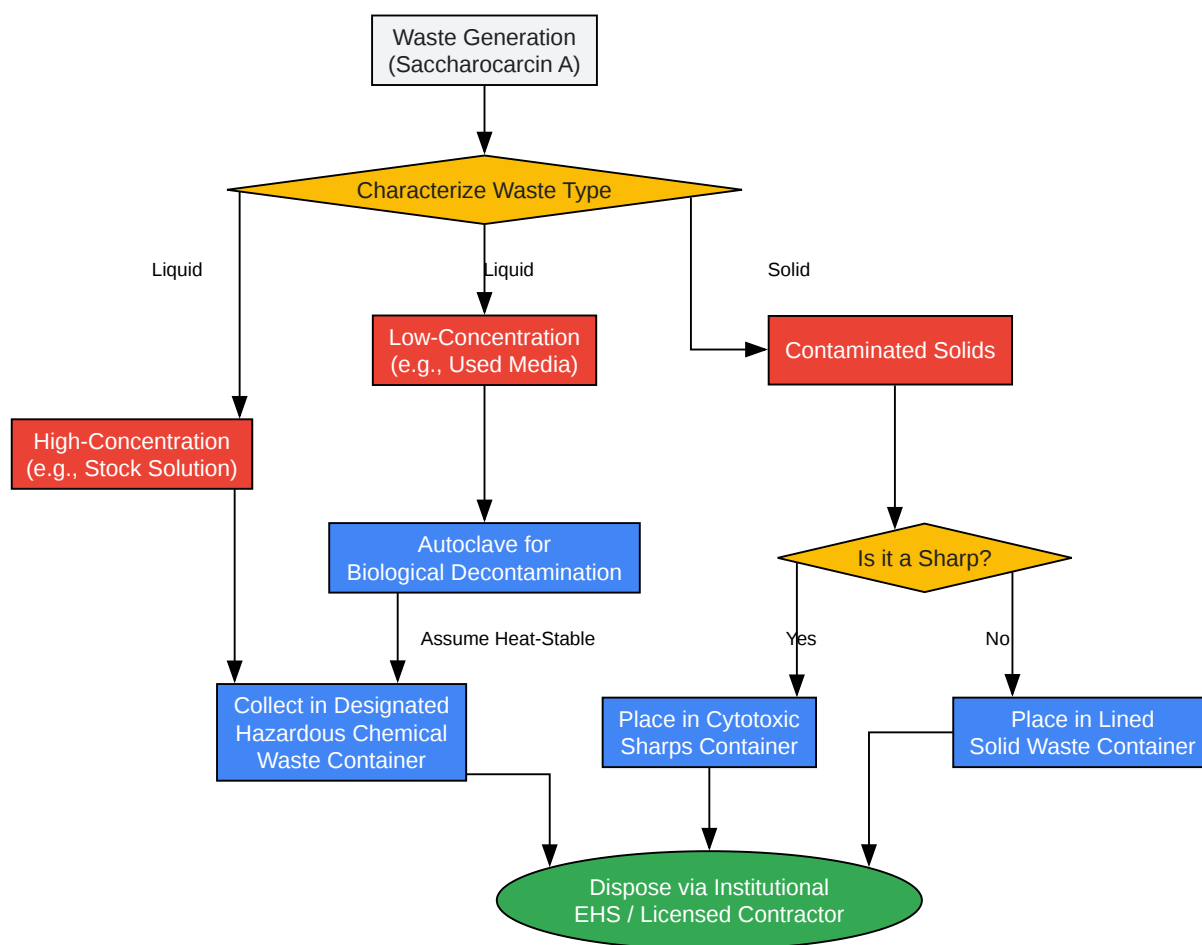 Waste Generation
(Saccharocarcin A)
Characterize Waste Type
Liquid
Liquid
Solid
Low-Concentration
(e.g., Used Media)
Contaminated Solids
High-Concentration
(e.g., Stock Solution)
Autoclave for
Biological Decontamination
Is it a Sharp?
Assume Heat-Stable
Yes
No
Collect in Designated
Hazardous Chemical
Waste Container
Place in Cytotoxic
Sharps Container
Place in Lined
Solid Waste Container
Dispose via Institutional
EHS / Licensed Contractor